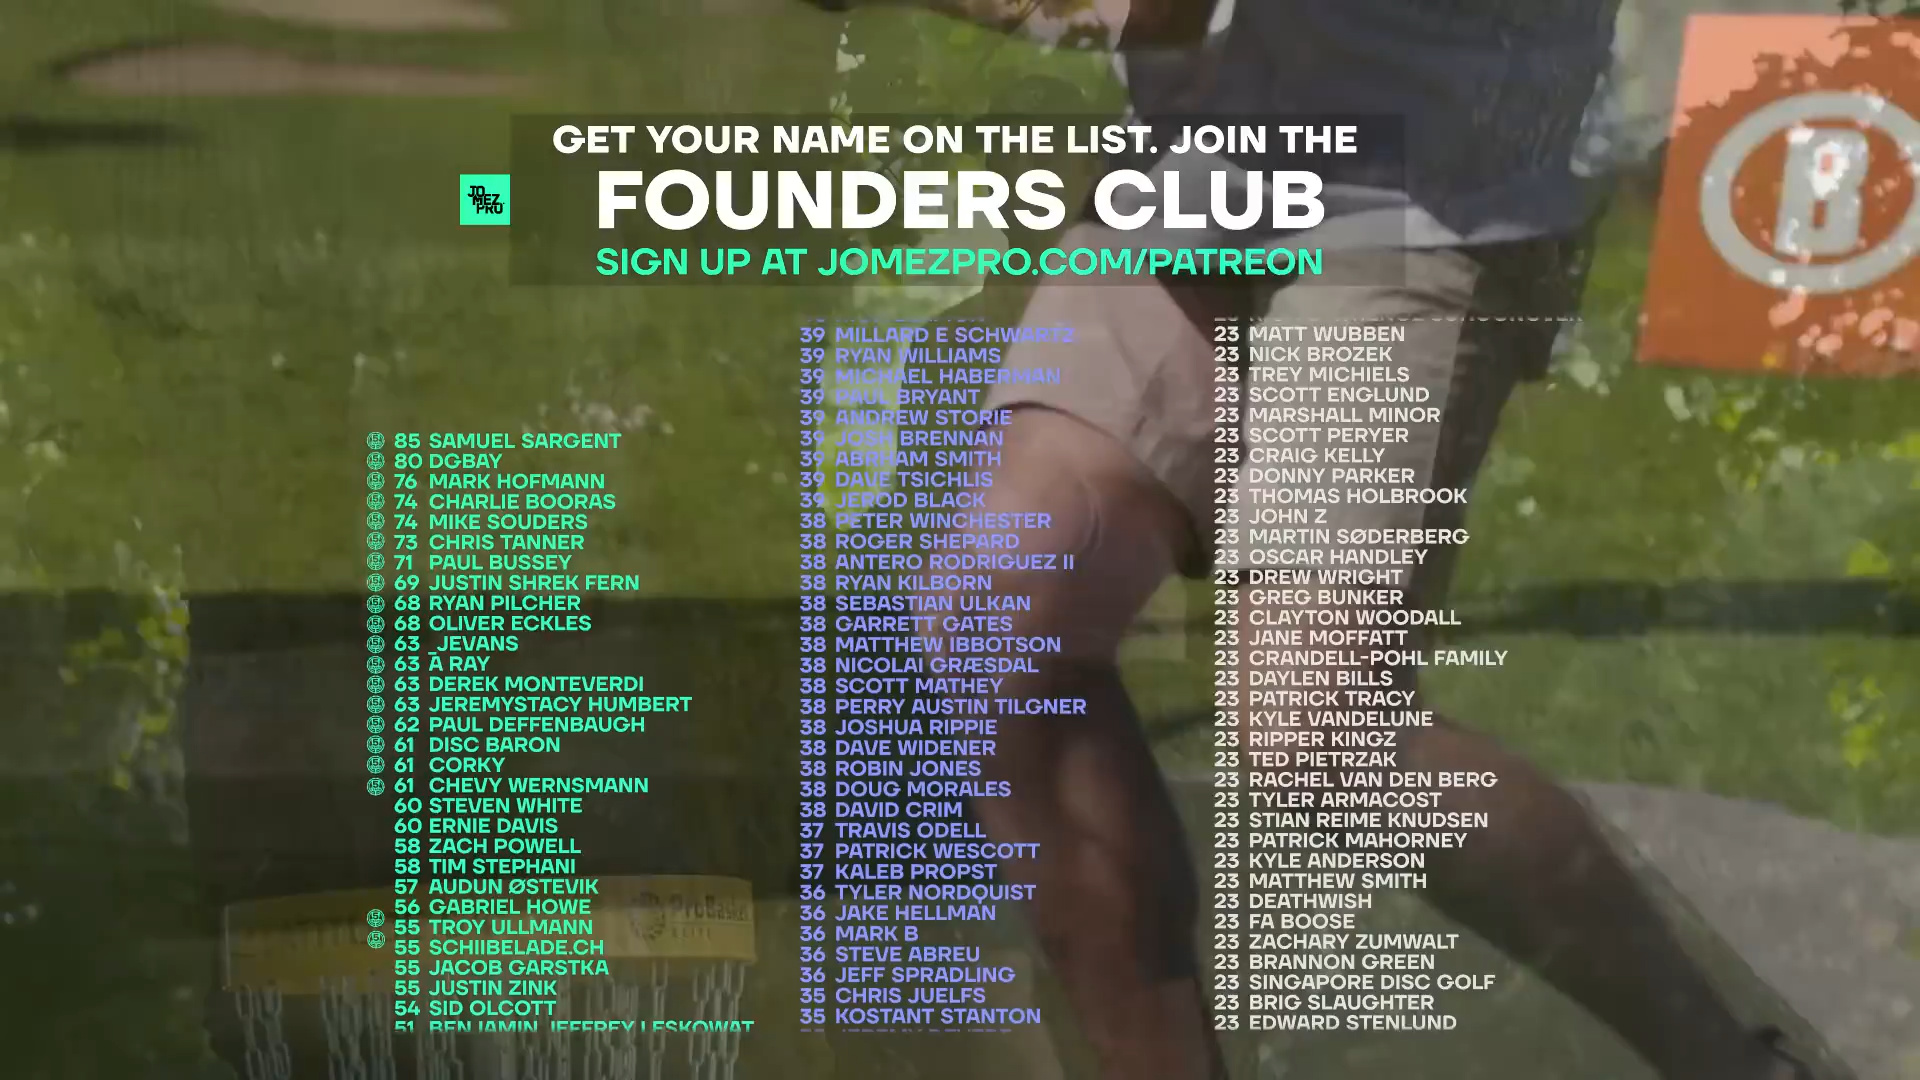 GET YOUR NAME ON THE LIST. JOIN THE
JOMEZPRO
FOUNDERS CLUB
SIGN UP AT JOMEZPRO.COM/PATREON
85 SAMUEL SARGENT
80 DGBAY
76 MARK HOFMANN
74 CHARLIE BOORAS
74 MIKE SOUDERS
73 CHRIS TANNER
71 PAUL BUSSEY
69 JUSTIN SHREK FERN
68 RYAN PILCHER
68 OLIVER ECKLES
63 _JEVANS
63 A RAY
63 DEREK MONTEVERDI
63 JEREMYSTACY HUMBERT
62 PAUL DEFFENBAUGH
61 DISC BARON
61 CORKY
61 CHEVY WERNSMANN
60 STEVEN WHITE
60 ERNIE DAVIS
58 ZACH POWELL
58 TIM STEPHANI
57 AUDUN ØSTEVIK
56 GABRIEL HOWE
55 TROY ULLMANN
55 SCHIIBELADE.CH
55 JACOB GARSTKA
55 JUSTIN ZINK
54 SID OLCOTT
51 BENJAMIN JEFFREY LESKOWAT
39 MILLARD E SCHWARTZ
39 RYAN WILLIAMS
39 MICHAEL HABERMAN
39 PAUL BRYANT
39 ANDREW STORIE
39 JOSH BRENNAN
39 ABRHAM SMITH
39 DAVE TSICHLIS
39 JEROD BLACK
38 PETER WINCHESTER
38 ROGER SHEPARD
38 ANTERO RODRIGUEZ II
38 RYAN KILBORN
38 SEBASTIAN ULKAN
38 GARRETT GATES
38 MATTHEW IBBOTSON
38 NICOLAI GRÆSDAL
38 SCOTT MATHEY
38 PERRY AUSTIN TILGNER
38 JOSHUA RIPPIE
38 DAVE WIDENER
38 ROBIN JONES
38 DOUG MORALES
38 DAVID CRIM
37 TRAVIS ODELL
37 PATRICK WESCOTT
37 KALEB PROPST
36 TYLER NORDQUIST
36 JAKE HELLMAN
36 MARK B
36 STEVE ABREU
36 JEFF SPRADLING
35 CHRIS JUELFS
35 KOSTANT STANTON
23 MATT WUBBEN
23 NICK BROZEK
23 TREY MICHIELS
23 SCOTT ENGLUND
23 MARSHALL MINOR
23 SCOTT PERYER
23 CRAIG KELLY
23 DONNY PARKER
23 THOMAS HOLBROOK
23 JOHN Z
23 MARTIN SØDERBERG
23 OSCAR HANDLEY
23 DREW WRIGHT
23 GREG BUNKER
23 CLAYTON WOODALL
23 JANE MOFFATT
23 CRANDELL-POHL FAMILY
23 DAYLEN BILLS
23 PATRICK TRACY
23 KYLE VANDELUNE
23 RIPPER KINGZ
23 TED PIETRZAK
23 RACHEL VAN DEN BERG
23 TYLER ARMACOST
23 STIAN REIME KNUDSEN
23 PATRICK MAHORNEY
23 KYLE ANDERSON
23 MATTHEW SMITH
23 DEATHWISH
23 FA BOOSE
23 ZACHARY ZUMWALT
23 BRANNON GREEN
23 SINGAPORE DISC GOLF
23 BRIG SLAUGHTER
23 EDWARD STENLUND
8
ProBasket
ELITE